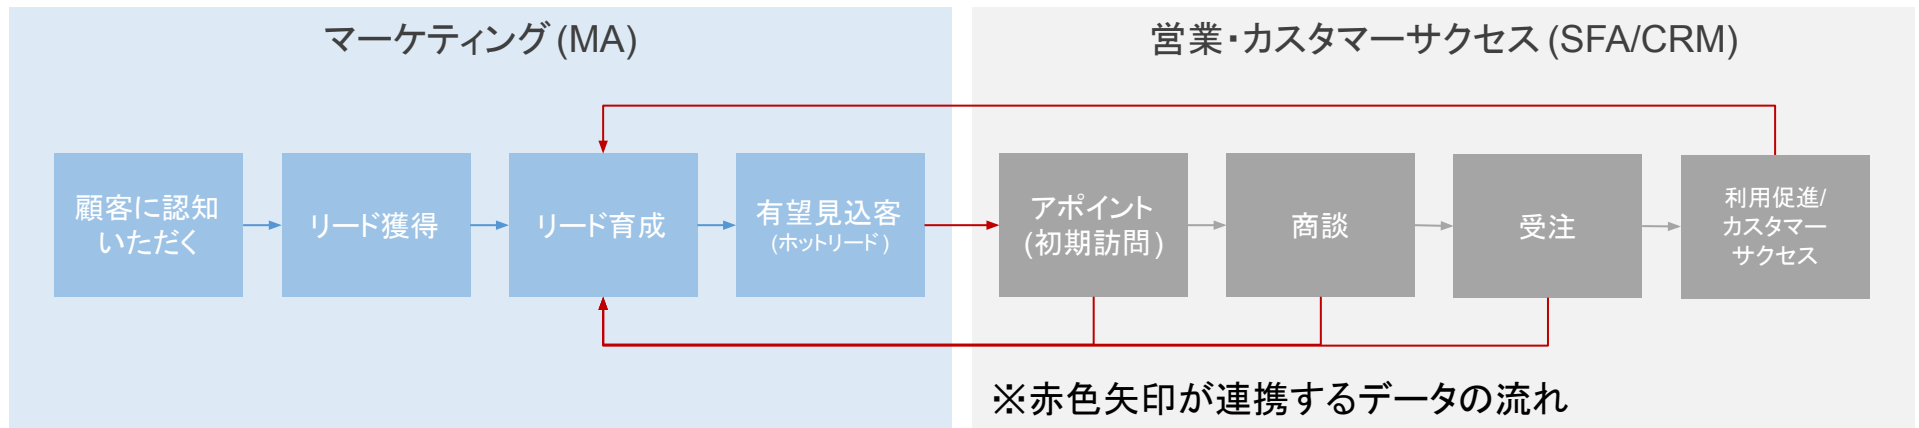 マーケティング (MA)
営業・カスタマーサクセス (SFA/CRM)
顧客に認知
いただく
リード獲得
リード育成
有望見込客
(ホットリード)
アポイント
(初期訪問)
商談
受注
利用促進/
カスタマー
サクセス
※赤色矢印が連携するデータの流れ